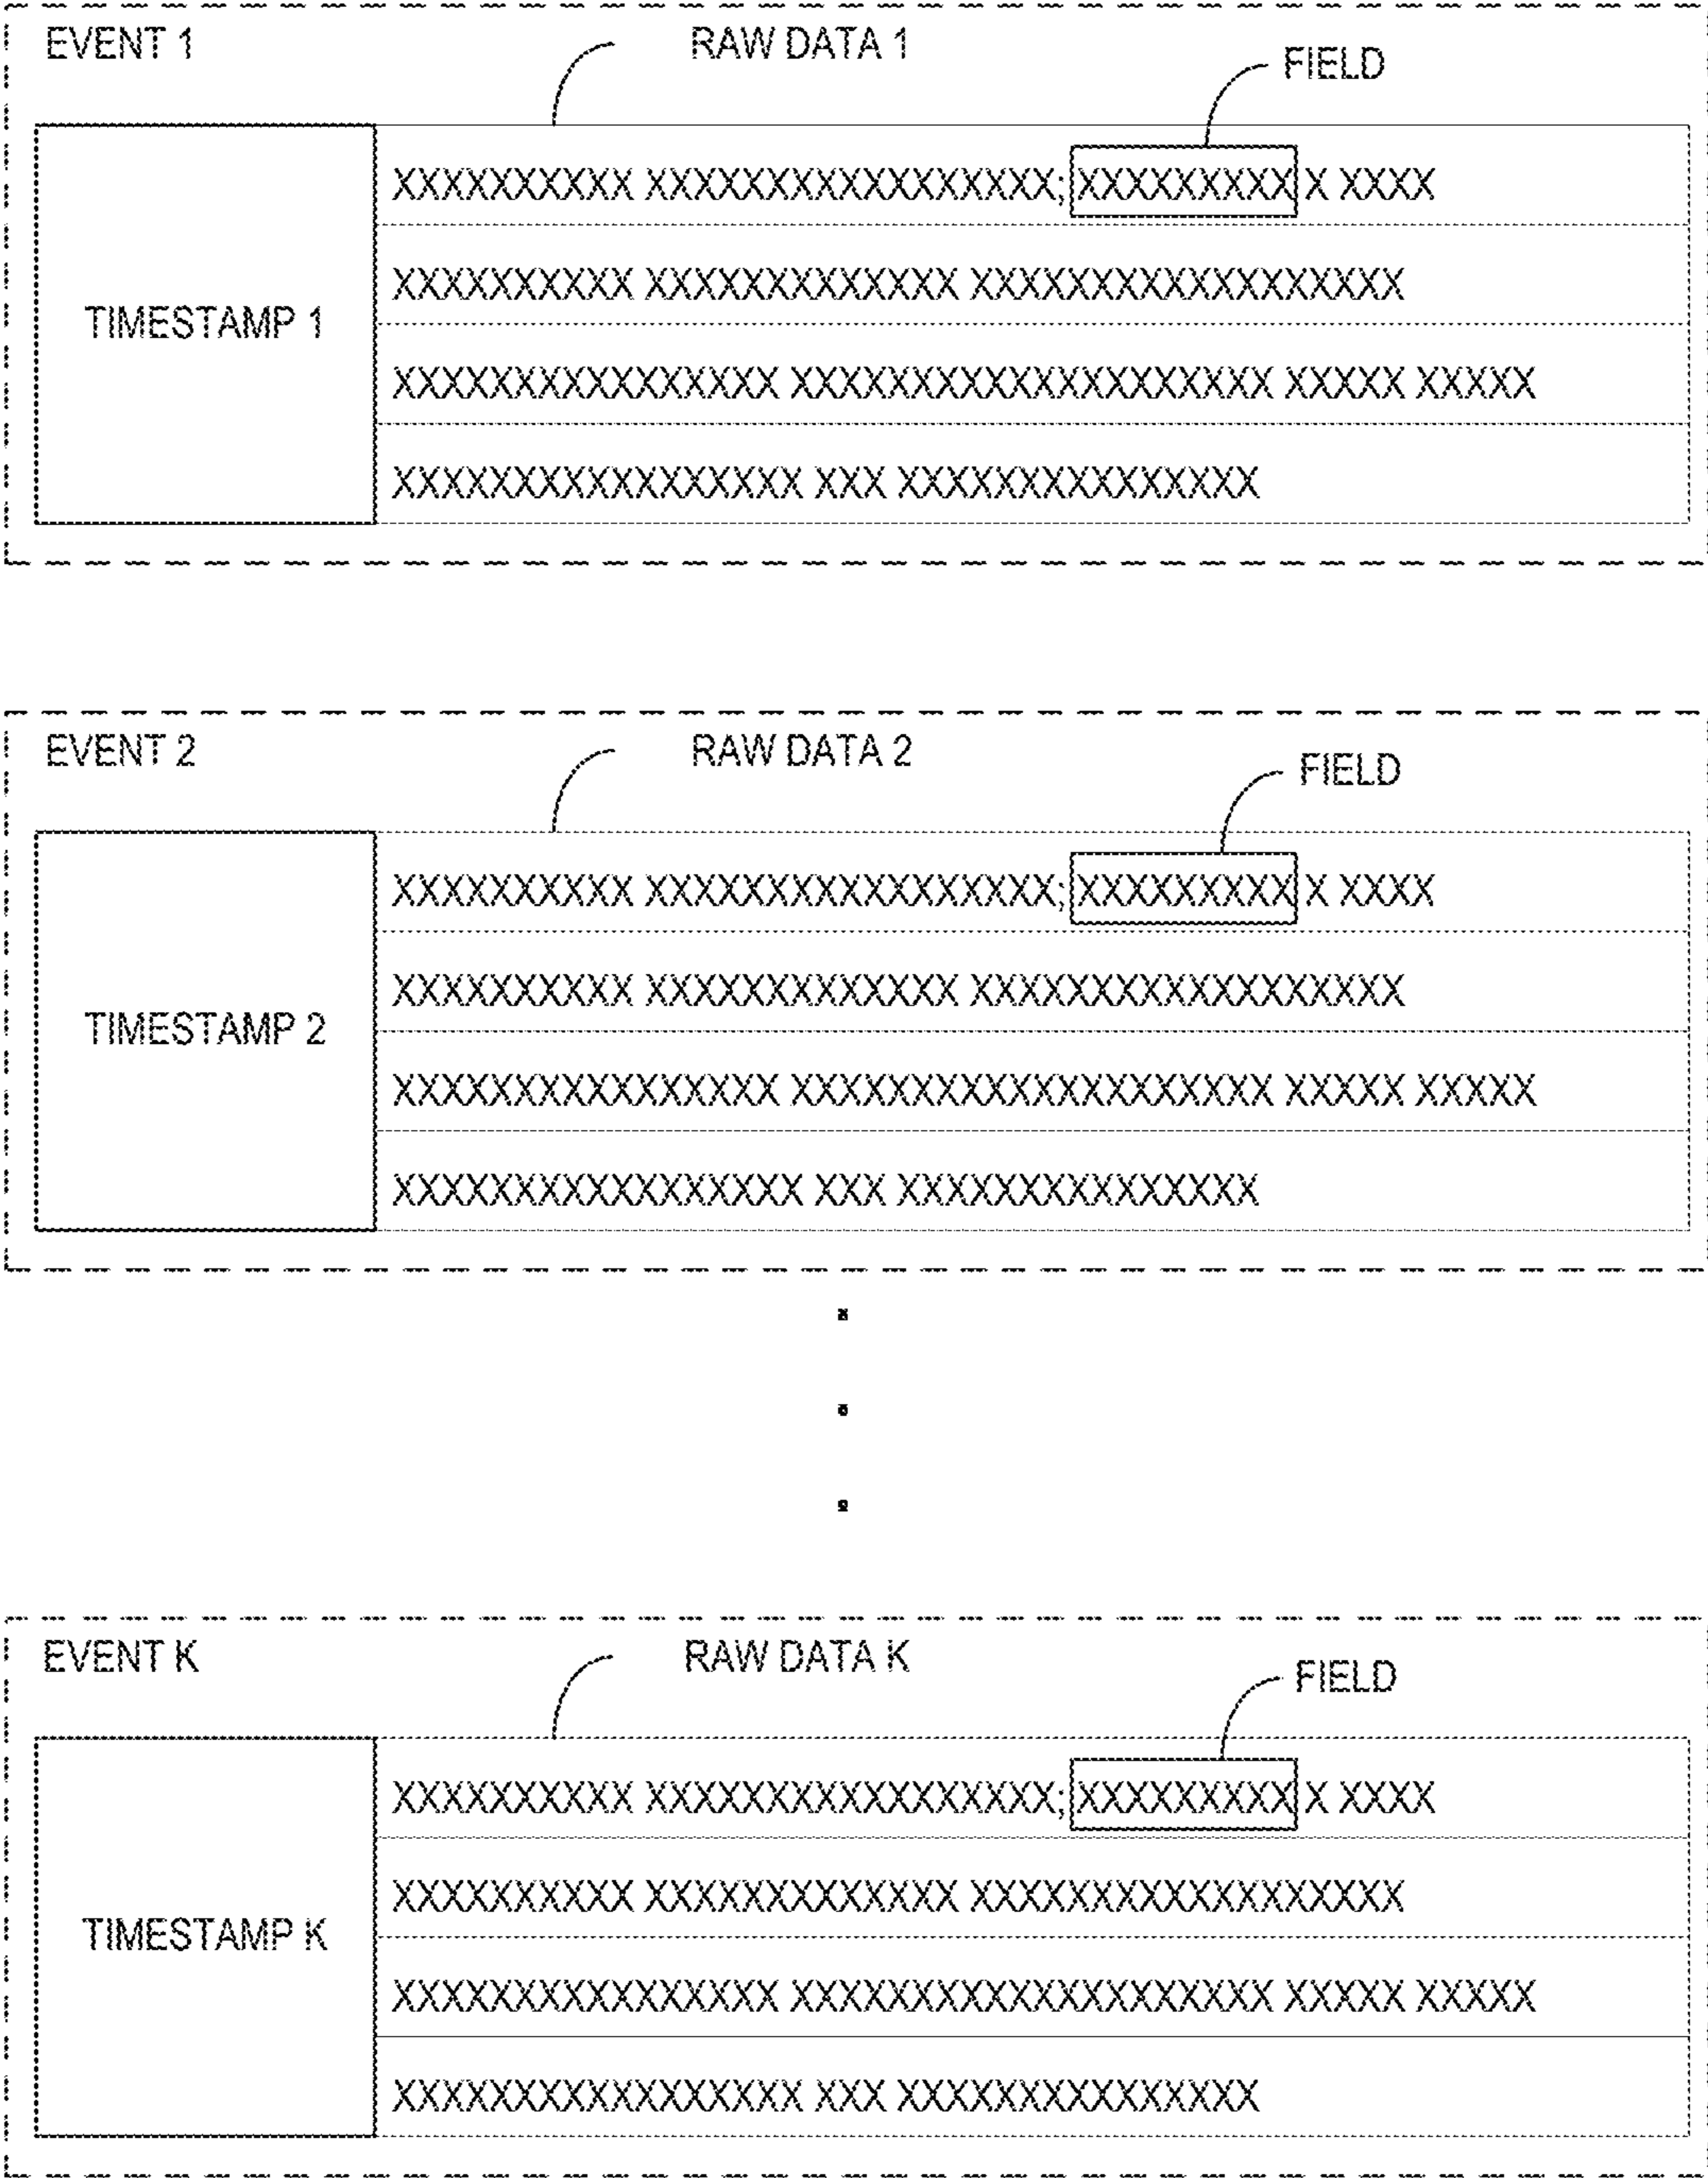 EVENT 1
RAW DATA 1
FIELD
TIMESTAMP 1
XXXXXXXXXX XXXXXXXXXXXXXXXXX; XXXXXXXXX X XXXX
XXXXXXXXXX XXXXXXXXXXXXX XXXXXXXXXXXXXXXXXX
XXXXXXXXXXXXXXXX XXXXXXXXXXXXXXXXXXXX XXXXX XXXXX
XXXXXXXXXXXXXXXXX XXX XXXXXXXXXXXXXXX
EVENT 2
RAW DATA 2
FIELD
TIMESTAMP 2
XXXXXXXXXX XXXXXXXXXXXXXXXXX; XXXXXXXXX X XXXX
XXXXXXXXXX XXXXXXXXXXXXX XXXXXXXXXXXXXXXXXX
XXXXXXXXXXXXXXXX XXXXXXXXXXXXXXXXXXXX XXXXX XXXXX
XXXXXXXXXXXXXXXXX XXX XXXXXXXXXXXXXXX
EVENT K
RAW DATA K
FIELD
TIMESTAMP K
XXXXXXXXXX XXXXXXXXXXXXXXXXX; XXXXXXXXX X XXXX
XXXXXXXXXX XXXXXXXXXXXXX XXXXXXXXXXXXXXXXXX
XXXXXXXXXXXXXXXX XXXXXXXXXXXXXXXXXXXX XXXXX XXXXX
XXXXXXXXXXXXXXXXX XXX XXXXXXXXXXXXXXX